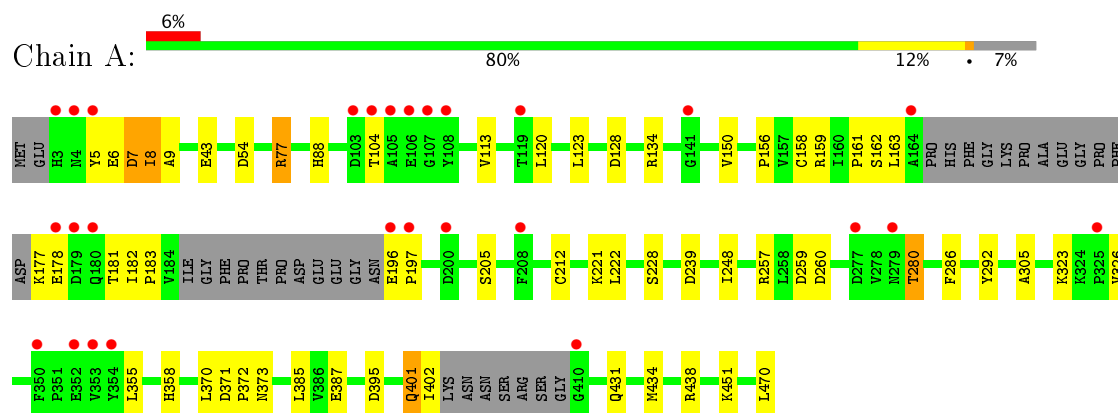 6%
Chain A:
80% 12% • 7%
MET GLU H3 N4 Y5 E6 D7 I8 A9 E43 D54 R77 H88 D103 T104 A105 E106 G107 Y108 V113 T119 L120 L123 D128 R134 G141 V150 P156 V157 C158 R159 I160 P161 S162 L163 A164 PRO HIS PHE GLY LYS PRO ALA GLU GLY PRO PHE
ASP K177 E178 D179 Q180 T181 I182 P183 V184 ILE GLY PHE PRO THR PRO ASP GLU GLU GLY ASN E196 P197 D200 S205 F208 C212 K221 L222 S228 D239 I248 R257 L258 D259 D260 D277 V278 N279 T280 F286 Y292 A305 K323 K324 P325 V326
F350 P351 E352 V353 Y354 L355 H358 L370 D371 P372 N373 L385 V386 E387 D395 Q401 I402 LYS ASN ASN SER ARG SER GLY G410 Q431 M434 R438 K451 L470